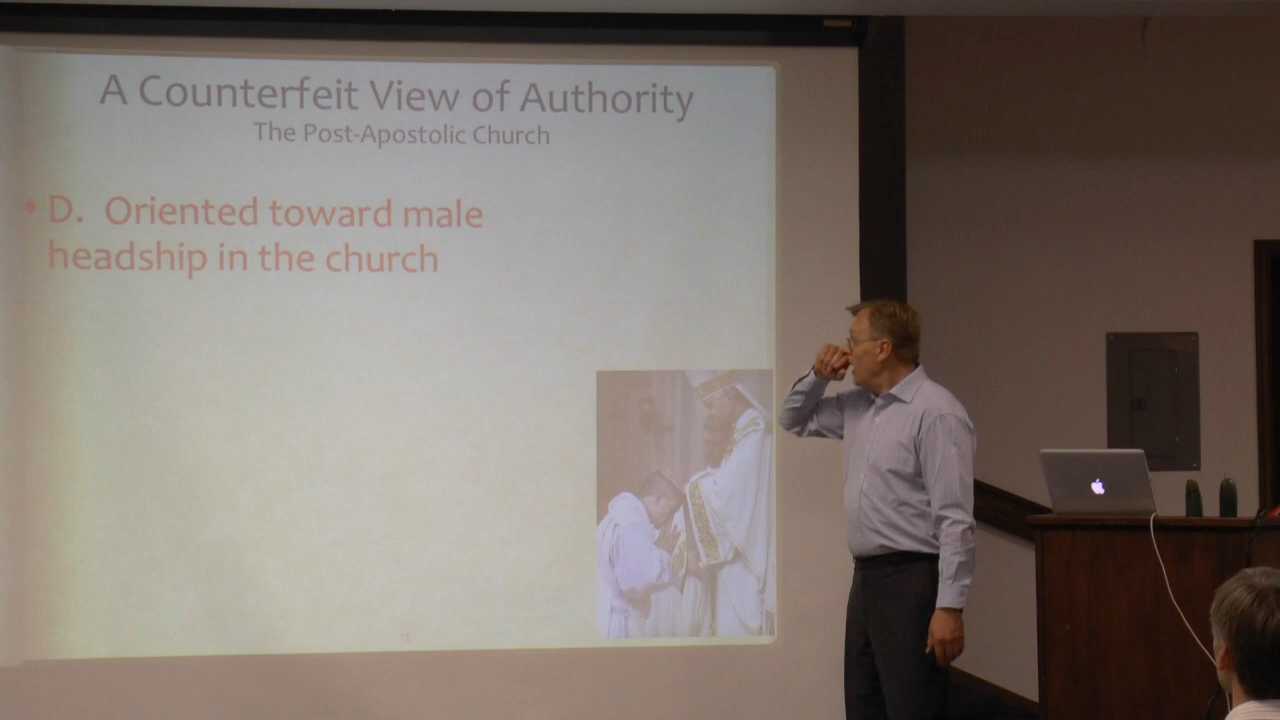 A Counterfeit View of Authority
The Post-Apostolic Church
D. Oriented toward male
headship in the church